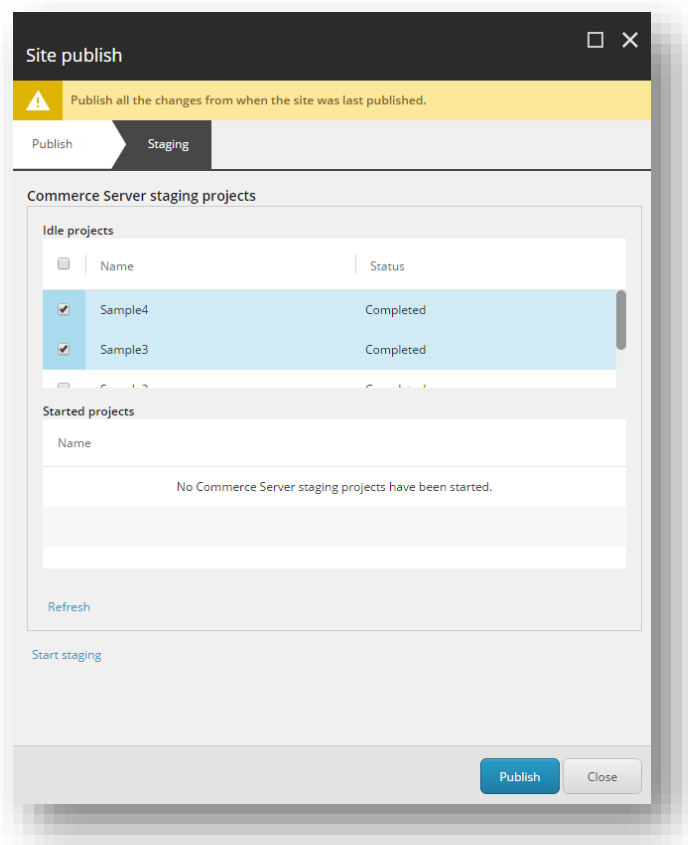 Site publish
Publish all the changes from when the site was last published.
Publish Staging
Commerce Server staging projects
Idle projects
Name Status
Sample4 Completed
Sample3 Completed
Started projects
Name
No Commerce Server staging projects have been started.
Refresh
Start staging
Publish Close